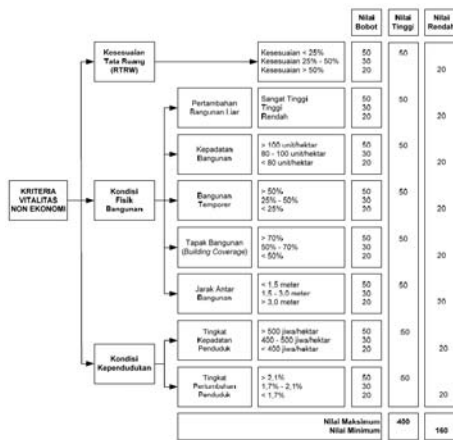 Nilai Bobot
Nilai Tinggi
Nilai Rendah
KRITERIA VITALITAS NON EKONOMI
Kesesuaian Tata Ruang (RTRW)
Kesesuaian < 25% 50 50
Kesesuaian 25% - 50% 30
Kesesuaian > 50% 20 20
Kondisi Fisik Bangunan
Pertambahan Bangunan Liar
Sangat Tinggi 50 50
Tinggi 30
Rendah 20 20
Kepadatan Bangunan
> 100 unit/hektar 50 50
80 - 100 unit/hektar 30
< 80 unit/hektar 20 20
Bangunan Temporer
> 50% 50 50
25% - 50% 30
< 25% 20 20
Tapak Bangunan
(Building Coverage)
> 70% 50 50
50% - 70% 30
< 50% 20 20
Jarak Antar Bangunan
< 1,5 meter 50 50
1,5 - 3,0 meter 30
> 3,0 meter 20 20
Kondisi Kependudukan
Tingkat Kepadatan Penduduk
> 500 jiwa/hektar 50 50
400 - 500 jiwa/hektar 30
< 400 jiwa/hektar 20 20
Tingkat Pertumbuhan Penduduk
> 2,1% 50 50
1,7% - 2,1% 30
< 1,7% 20 20
Nilai Maksimum 400
Nilai Minimum 160